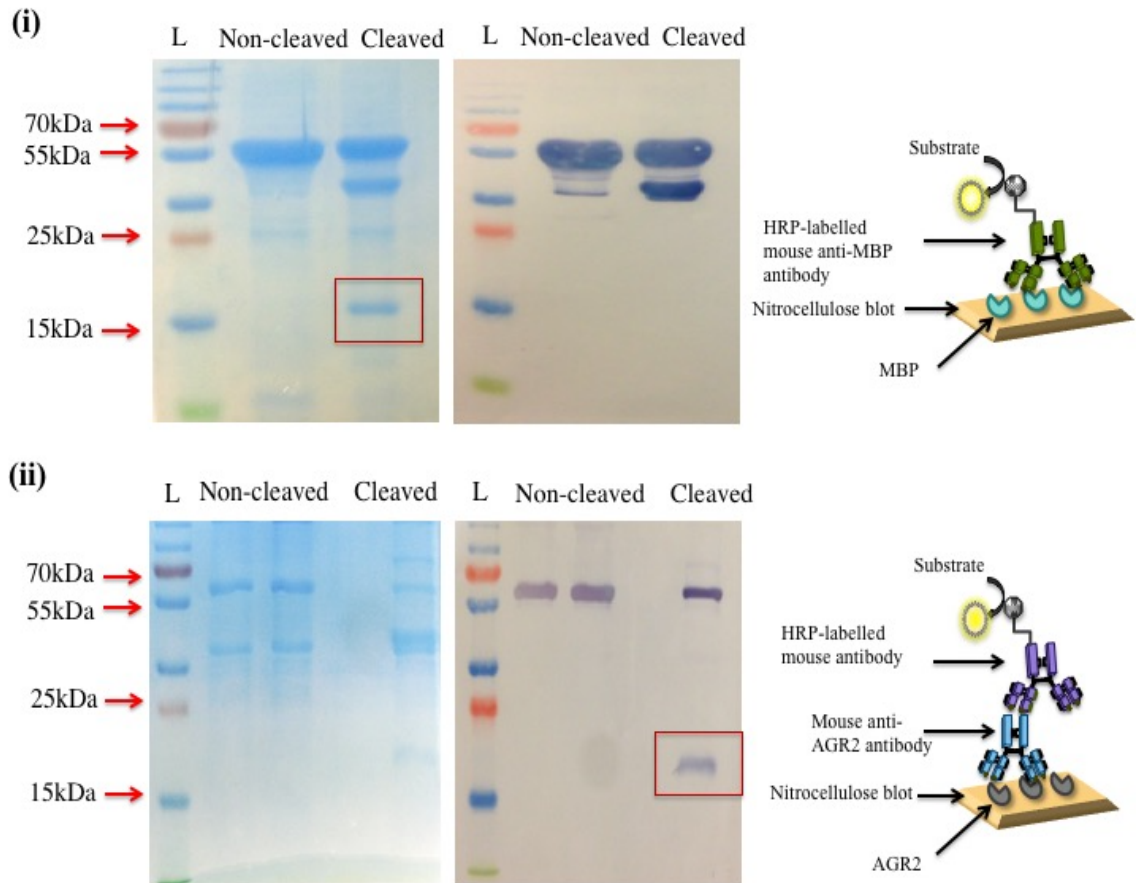 (i)
L Non-cleaved Cleaved
L Non-cleaved Cleaved
70kDa
55kDa
25kDa
15kDa
Substrate
HRP-labelled
mouse anti-MBP
antibody
Nitrocellulose blot
MBP
(ii)
L Non-cleaved Cleaved
L Non-cleaved Cleaved
70kDa
55kDa
25kDa
15kDa
Substrate
HRP-labelled
mouse antibody
Mouse anti-
AGR2 antibody
Nitrocellulose blot
AGR2